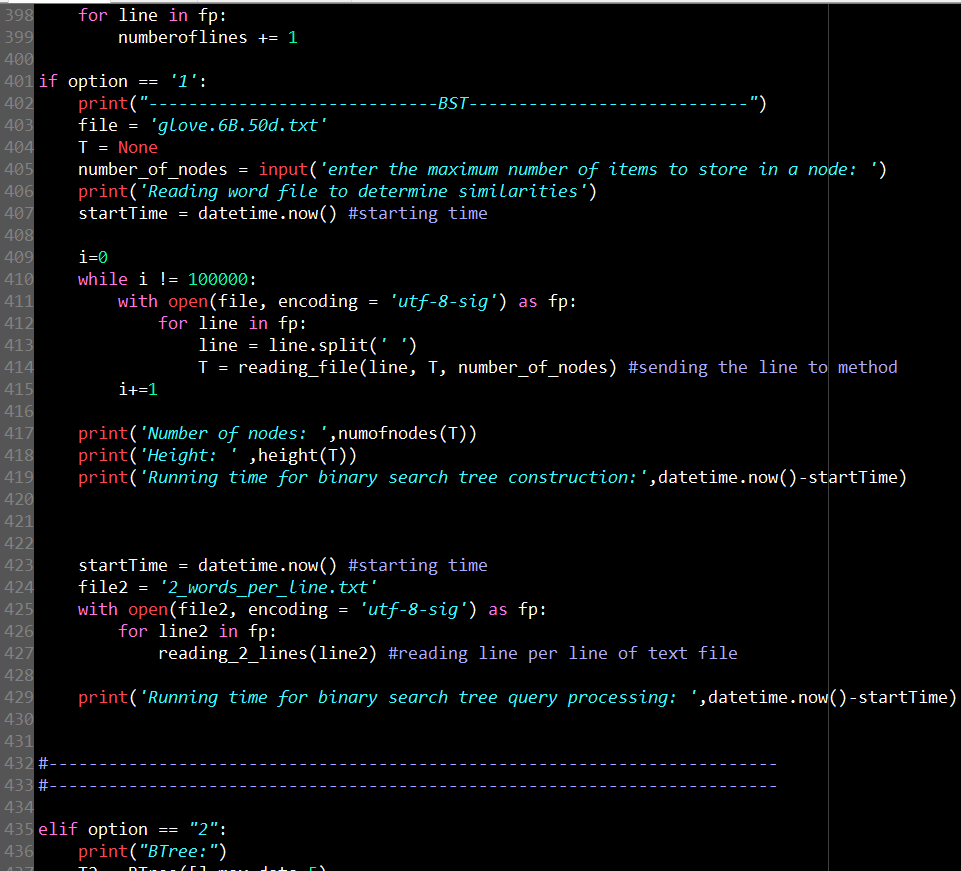 398 for line in fp:
399 numberoflines += 1
400
401 if option == '1':
402 print("-----------------------------BST----------------------------")
403 file = 'glove.6B.50d.txt'
404 T = None
405 number_of_nodes = input('enter the maximum number of items to store in a node: ')
406 print('Reading word file to determine similarities')
407 startTime = datetime.now() #starting time
408
409 i=0
410 while i != 100000:
411 with open(file, encoding = 'utf-8-sig') as fp:
412 for line in fp:
413 line = line.split(' ')
414 T = reading_file(line, T, number_of_nodes) #sending the line to method
415 i+=1
416
417 print('Number of nodes: ',numofnodes(T))
418 print('Height: ' ,height(T))
419 print('Running time for binary search tree construction:',datetime.now()-startTime)
420
421
422
423 startTime = datetime.now() #starting time
424 file2 = '2_words_per_line.txt'
425 with open(file2, encoding = 'utf-8-sig') as fp:
426 for line2 in fp:
427 reading_2_lines(line2) #reading line per line of text file
428
429 print('Running time for binary search tree query processing: ',datetime.now()-startTime)
430
431
432 #-------------------------------------------------------------------------
433 #-------------------------------------------------------------------------
434
435 elif option == "2":
436 print("BTree:")